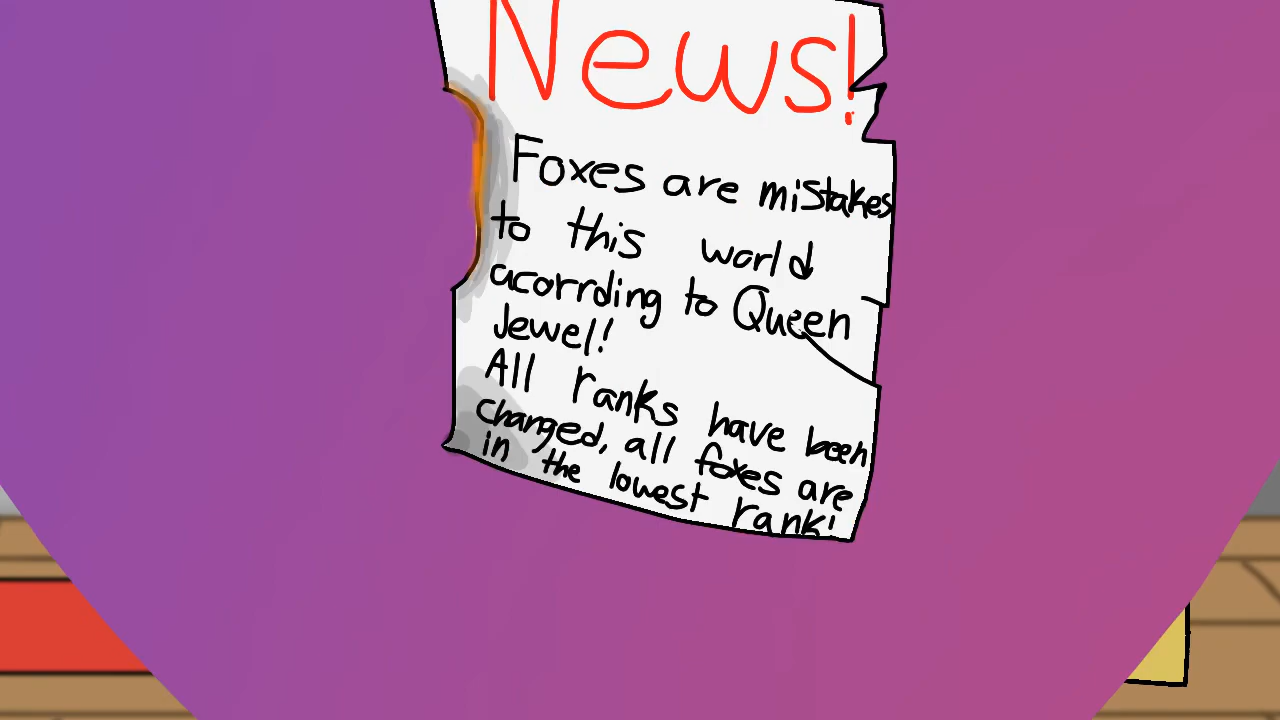 News!
Foxes are mistakes
to this world
acorrding to Queen
Jewel!
All ranks have been
changed, all foxes are
in the lowest rank!